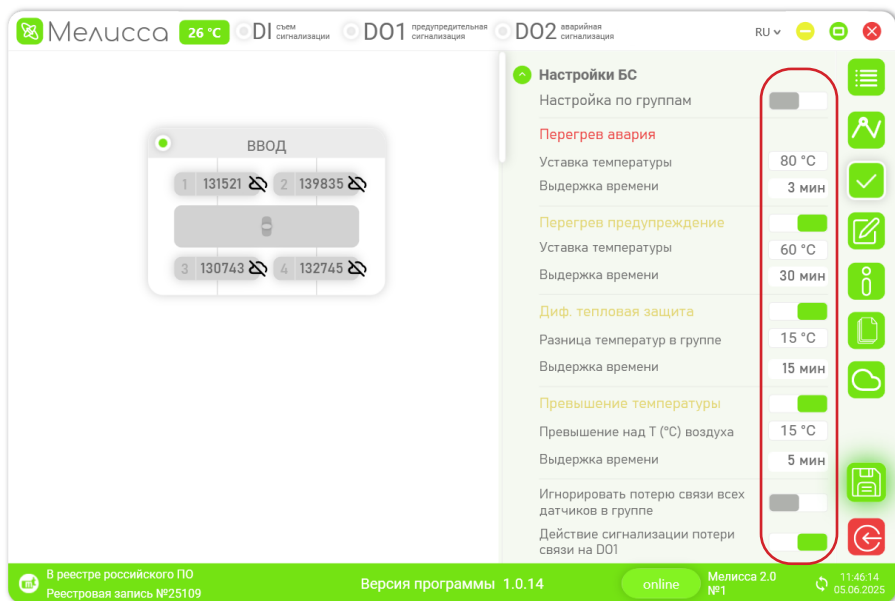 Мелисса
26 °C
DI съем
сигнализации
DO1 предупредительная
сигнализация
DO2 аварийная
сигнализация
RU
ВВОД
1 131521 2 139835
3 130743 4 132745
Настройки БС
Настройка по группам
Перегрев авария
Уставка температуры 80 °C
Выдержка времени 3 мин
Перегрев предупреждение
Уставка температуры 60 °C
Выдержка времени 30 мин
Диф. тепловая защита
Разница температур в группе 15 °C
Выдержка времени 15 мин
Превышение температуры
Превышение над Т (°C) воздуха 15 °C
Выдержка времени 5 мин
Игнорировать потерю связи всех
датчиков в группе
Действие сигнализации потери
связи на DO1
В реестре российского ПО
Реестровая запись №25109
Версия программы 1.0.14
online
Мелисса 2.0
№1
11:46:14
05.06.2025